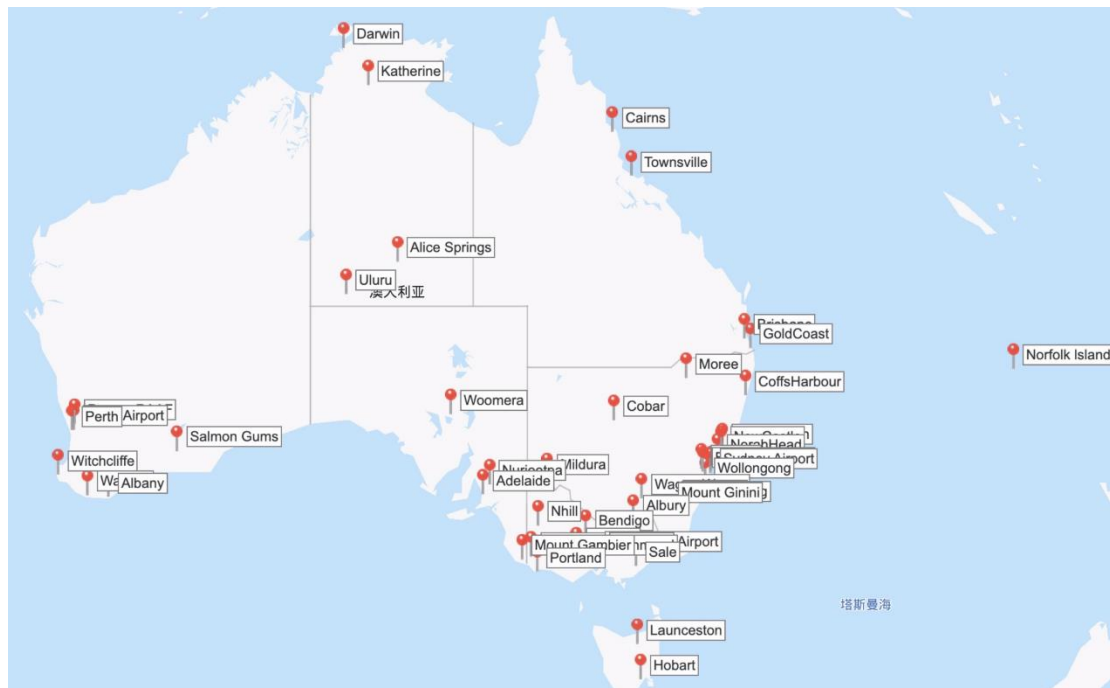 Darwin
Katherine
Cairns
Townsville
Alice Springs
Uluru
澳大利亚
Brisbane
GoldCoast
Norfolk Island
Moree
CoffsHarbour
Woomera
Cobar
Perth Airport
Salmon Gums
NorahHead
Sydney Airport
Wollongong
Witchcliffe
Albany
Mildura
Nuriootpa
Adelaide
Mount Ginini
Nhill
Albury
Bendigo
Airport
Mount Gambier
Sale
Portland
塔斯曼海
Launceston
Hobart